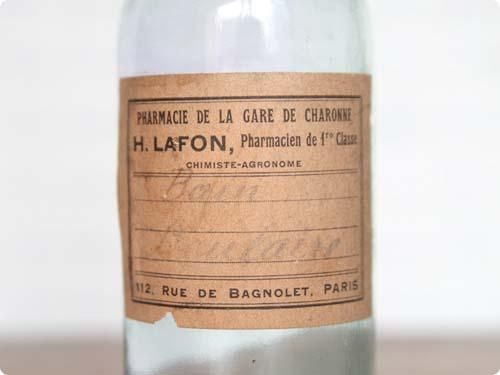 PHARMACIE DE LA GARE DE CHARONNE
H. LAFON, Pharmacien de 1re Classe
CHIMISTE-AGRONOME
Bain
112, RUE DE BAGNOLET, PARIS